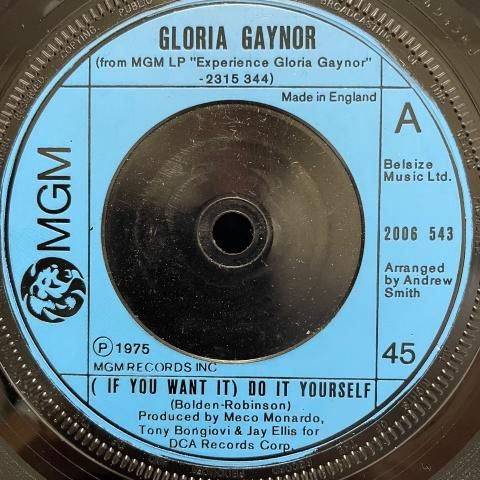 GLORIA GAYNOR
(from MGM LP "Experience Gloria Gaynor"
-2315 344)
Made in England
A
Belsize
Music Ltd.
MGM
2006 543
Arranged
by Andrew
Smith
Ⓟ1975
MGM RECORDS INC
45
( IF YOU WANT IT) DO IT YOURSELF
(Bolden-Robinson)
Produced by Meco Monardo,
Tony Bongiovi & Jay Ellis for
DCA Records Corp.